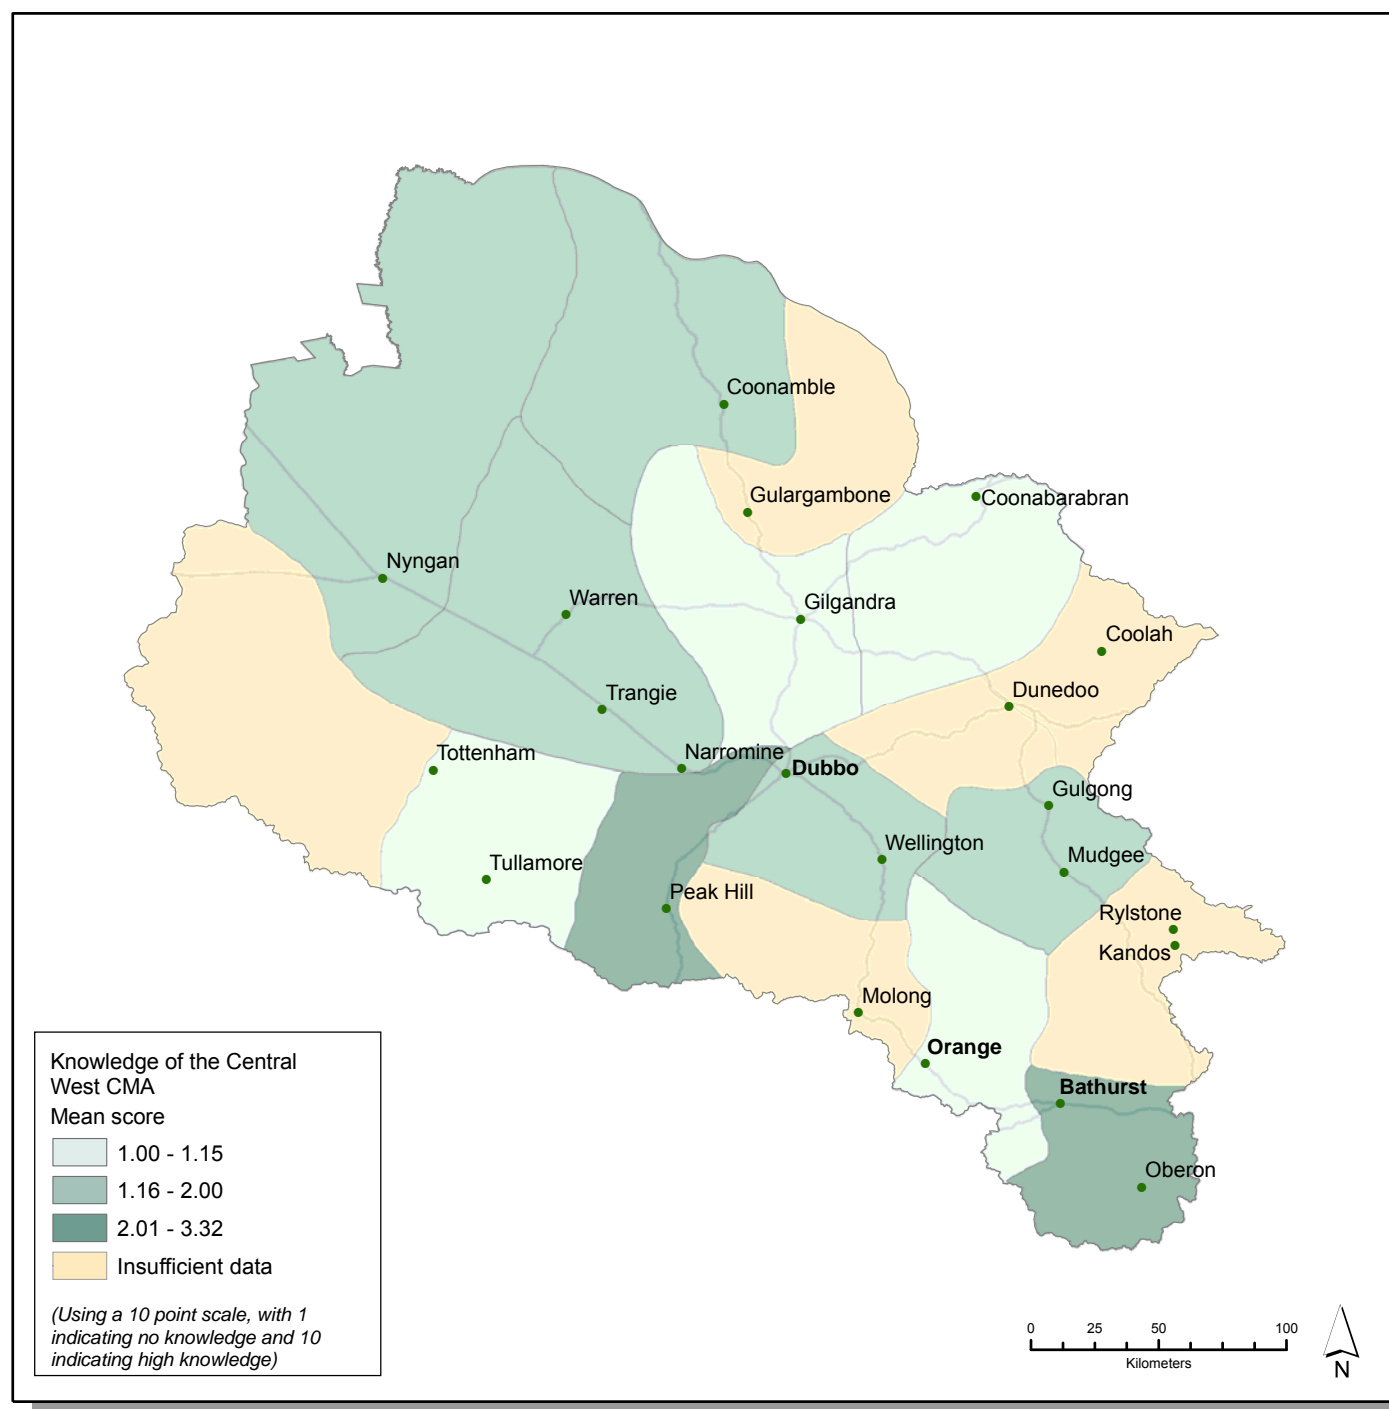 Coonamble
Gulargambone
Coonabarabran
Nyngan
Warren
Gilgandra
Coolah
Trangie
Dunedoo
Tottenham
Narromine
Dubbo
Gulgong
Wellington
Mudgee
Tullamore
Peak Hill
Rylstone
Kandos
Molong
Orange
Bathurst
Oberon
Knowledge of the Central
West CMA
Mean score
1.00 - 1.15
1.16 - 2.00
2.01 - 3.32
Insufficient data
(Using a 10 point scale, with 1
indicating no knowledge and 10
indicating high knowledge)
0 25 50 100
Kilometers
N